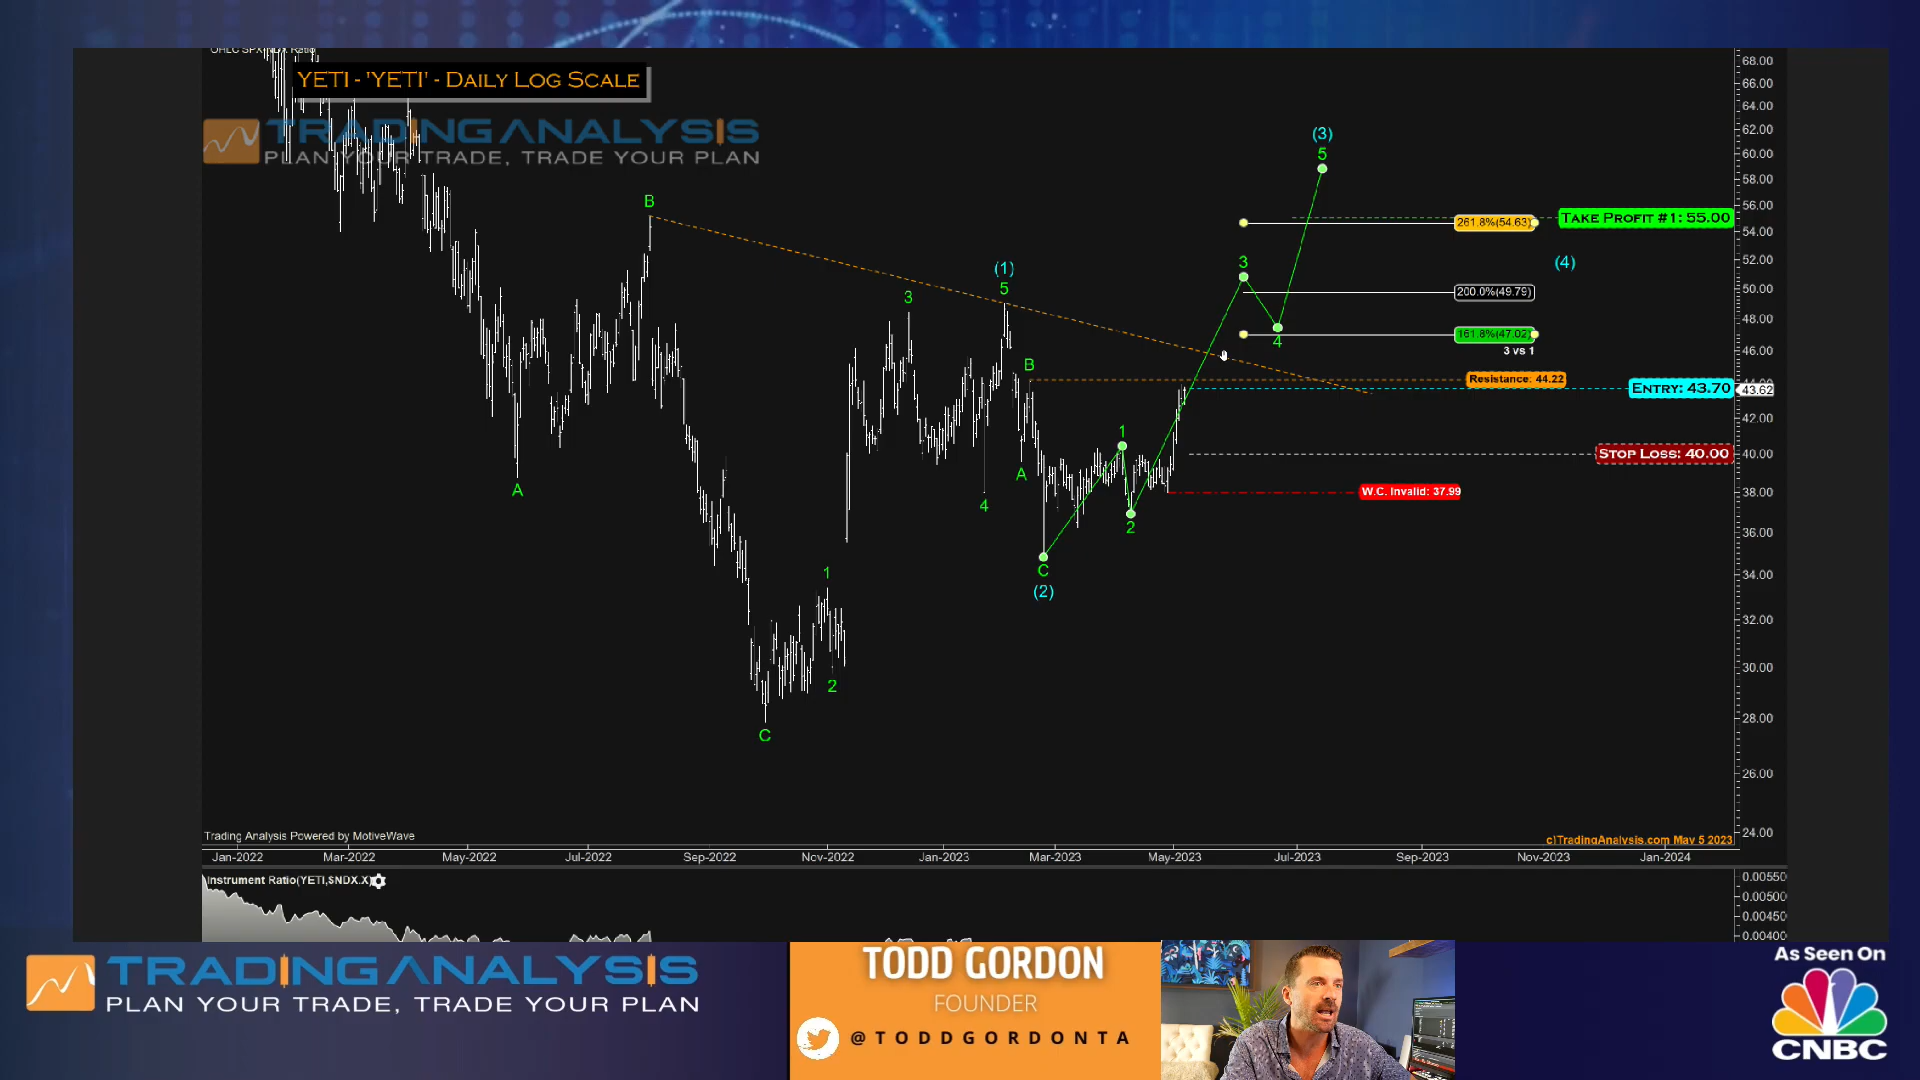 OHLC SPX NDX Ratio
YETI - 'YETI' - Daily Log Scale
TRADINGANALYSIS
PLAN YOUR TRADE, TRADE YOUR PLAN
68.00
66.00
64.00
62.00
60.00
58.00
56.00
54.00
52.00
50.00
48.00
46.00
44.00
43.62
42.00
40.00
38.00
36.00
34.00
32.00
30.00
28.00
26.00
24.00
(3)
5
B
Take Profit #1: 55.00
261.8%(54.63)
(4)
3
(1)
5
3
200.0%(49.79)
161.8%(47.02)
4
3 vs 1
B
Resistance: 44.22
Entry: 43.70
1
Stop Loss: 40.00
A
A
W.C. Invalid: 37.99
4
2
C
(2)
1
2
C
Trading Analysis Powered by MotiveWave
c)TradingAnalysis.com May 5 2023
Jan-2022 Mar-2022 May-2022 Jul-2022 Sep-2022 Nov-2022 Jan-2023 Mar-2023 May-2023 Jul-2023 Sep-2023 Nov-2023 Jan-2024
Instrument Ratio(YETI,$NDX.X)
0.00550
0.00500
0.00450
0.00400
TRADINGANALYSIS
PLAN YOUR TRADE, TRADE YOUR PLAN
TODD GORDON
FOUNDER
@TODDGORDONTA
As Seen On
CNBC